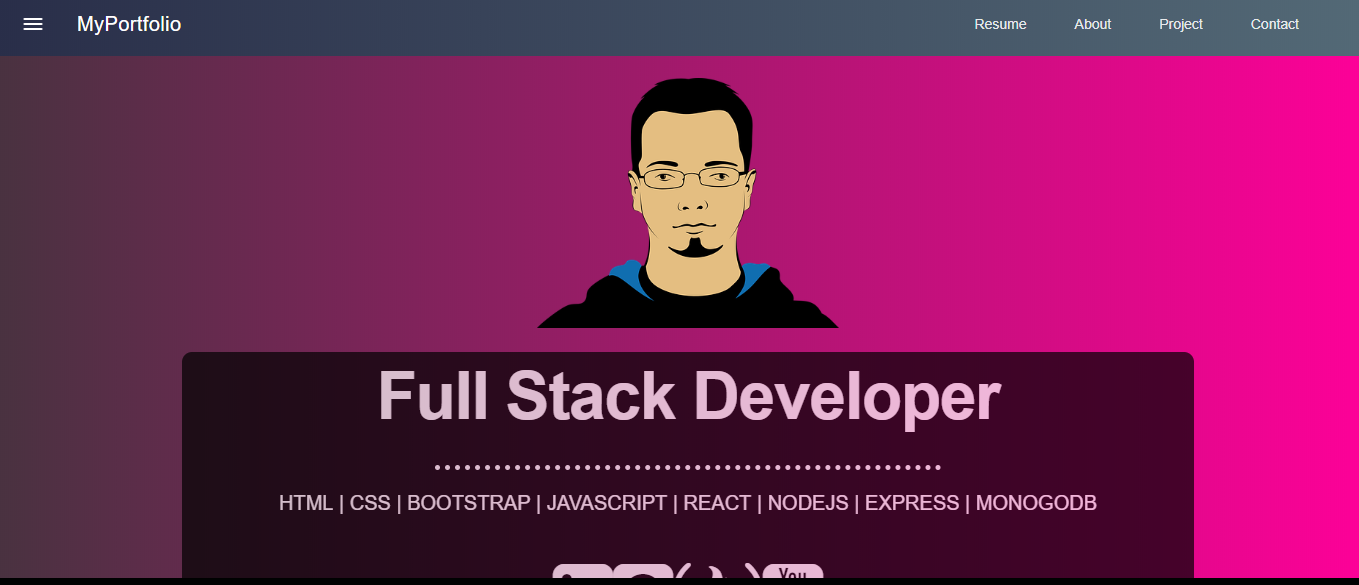 MyPortfolio Resume About Project Contact
Full Stack Developer
HTML | CSS | BOOTSTRAP | JAVASCRIPT | REACT | NODEJS | EXPRESS | MONOGODB
You